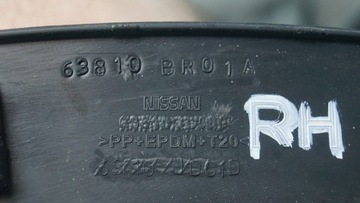 63810 BR01A
NISSAN
>PP+EPDM+T20<
RH